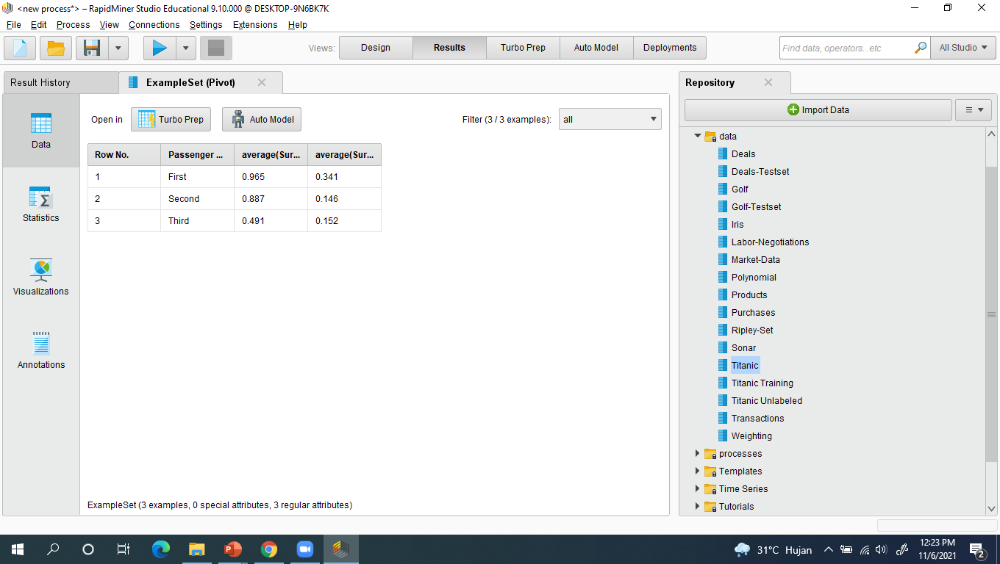 <new process*> – RapidMiner Studio Educational 9.10.000 @ DESKTOP-9N6BK7K
File Edit Process View Connections Settings Extensions Help
Views: Design Results Turbo Prep Auto Model Deployments
Find data, operators...etc
All Studio
Result History
ExampleSet (Pivot)
Data
Statistics
Visualizations
Annotations
Open in Turbo Prep Auto Model
Filter (3 / 3 examples): all
Row No. Passenger ... average(Sur... average(Sur...
1 First 0.965 0.341
2 Second 0.887 0.146
3 Third 0.491 0.152
ExampleSet (3 examples, 0 special attributes, 3 regular attributes)
Repository
Import Data
data
Deals
Deals-Testset
Golf
Golf-Testset
Iris
Labor-Negotiations
Market-Data
Polynomial
Products
Purchases
Ripley-Set
Sonar
Titanic
Titanic Training
Titanic Unlabeled
Transactions
Weighting
processes
Templates
Time Series
Tutorials
31°C Hujan
12:23 PM
11/6/2021
2